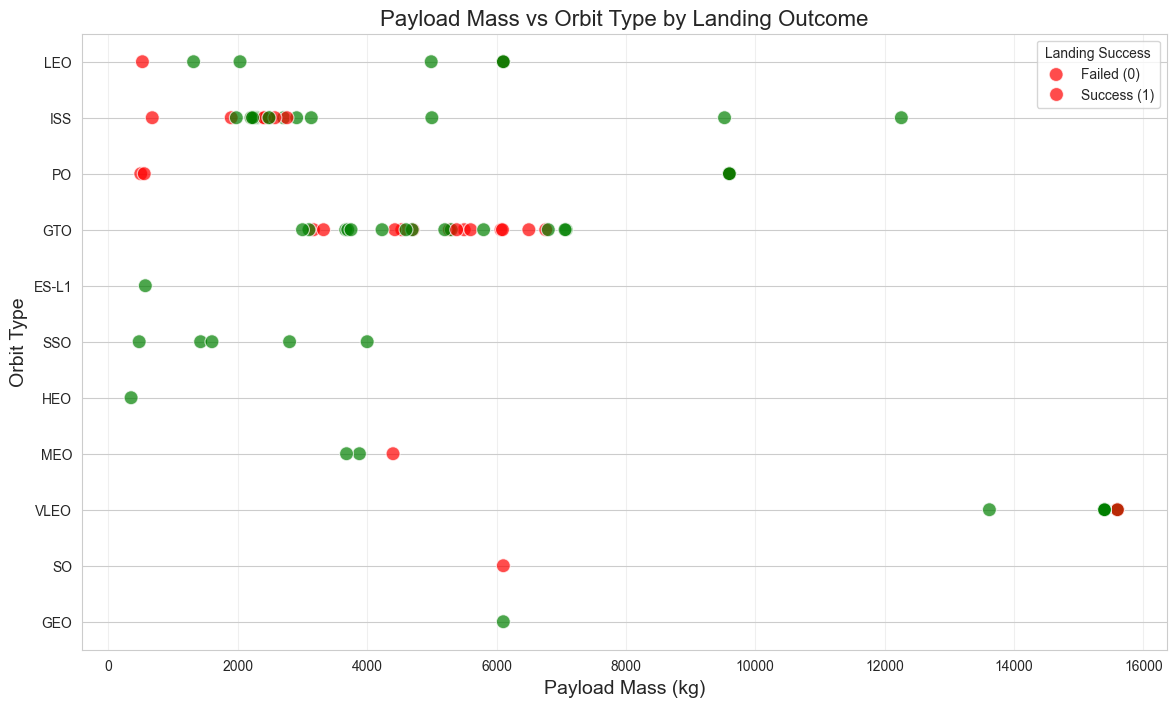 Payload Mass vs Orbit Type by Landing Outcome
Landing Success
Failed (0)
Success (1)
Orbit Type
LEO
ISS
PO
GTO
ES-L1
SSO
HEO
MEO
VLEO
SO
GEO
0 2000 4000 6000 8000 10000 12000 14000 16000
Payload Mass (kg)